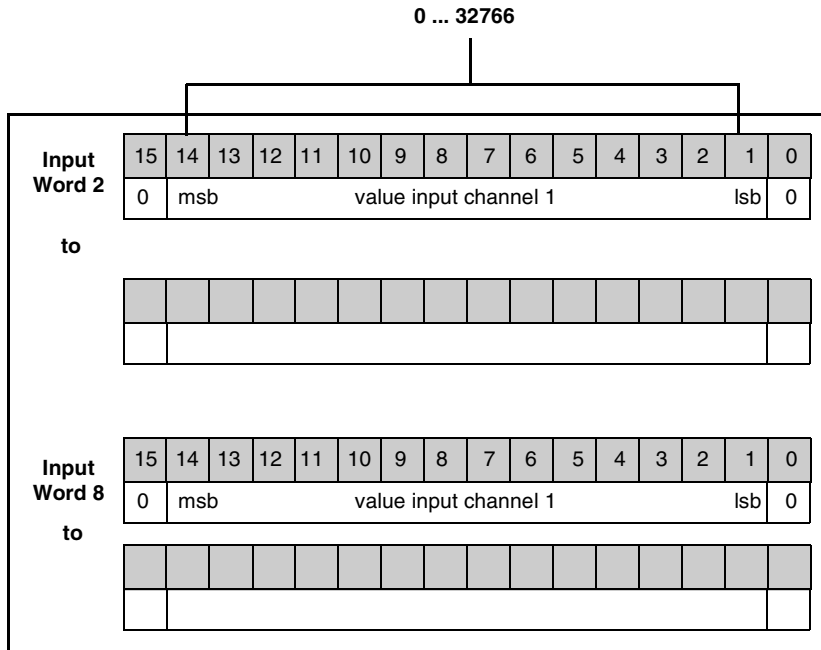 0 ... 32766
Input
Word 2
15 14 13 12 11 10 9 8 7 6 5 4 3 2 1 0
0 msb value input channel 1 lsb 0
to
Input
Word 8
15 14 13 12 11 10 9 8 7 6 5 4 3 2 1 0
0 msb value input channel 1 lsb 0
to